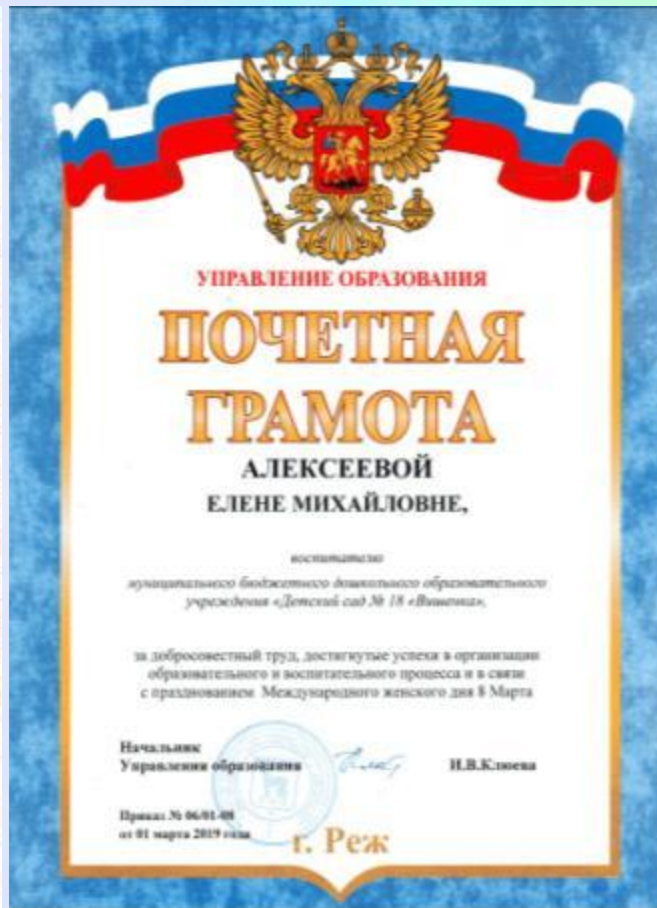 УПРАВЛЕНИЕ ОБРАЗОВАНИЯ
ПОЧЕТНАЯ
ГРАМОТА
АЛЕКСЕЕВОЙ
ЕЛЕНЕ МИХАЙЛОВНЕ,
воспитателю
муниципального бюджетного дошкольного образовательного
учреждения «Детский сад № 18 «Вишенка»,
за добросовестный труд, достигнутые успехи в организации
образовательного и воспитательного процесса и в связи
с празднованием Международного женского дня 8 Марта
Начальник
Управления образования И.В.Клюева
Приказ № 06/01-08
от 01 марта 2019 года
г. Реж